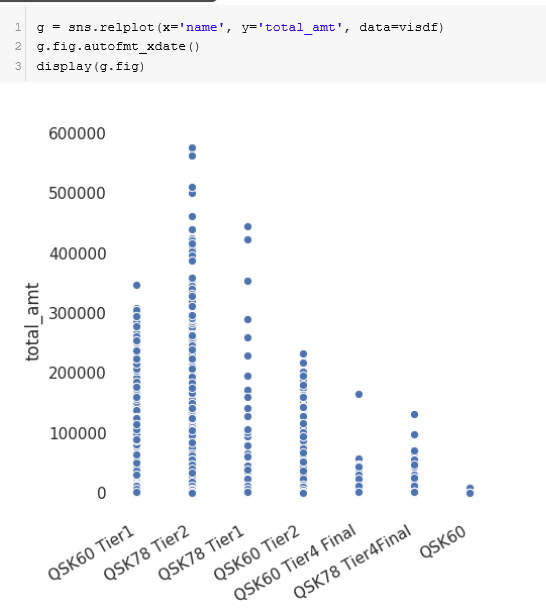 1 g = sns.relplot(x='name', y='total_amt', data=visdf)
2 g.fig.autofmt_xdate()
3 display(g.fig)
600000
500000
400000
300000
200000
100000
0
total_amt
QSK60 Tier1
QSK78 Tier2
QSK78 Tier1
QSK60 Tier2
QSK60 Tier4 Final
QSK78 Tier4Final
QSK60